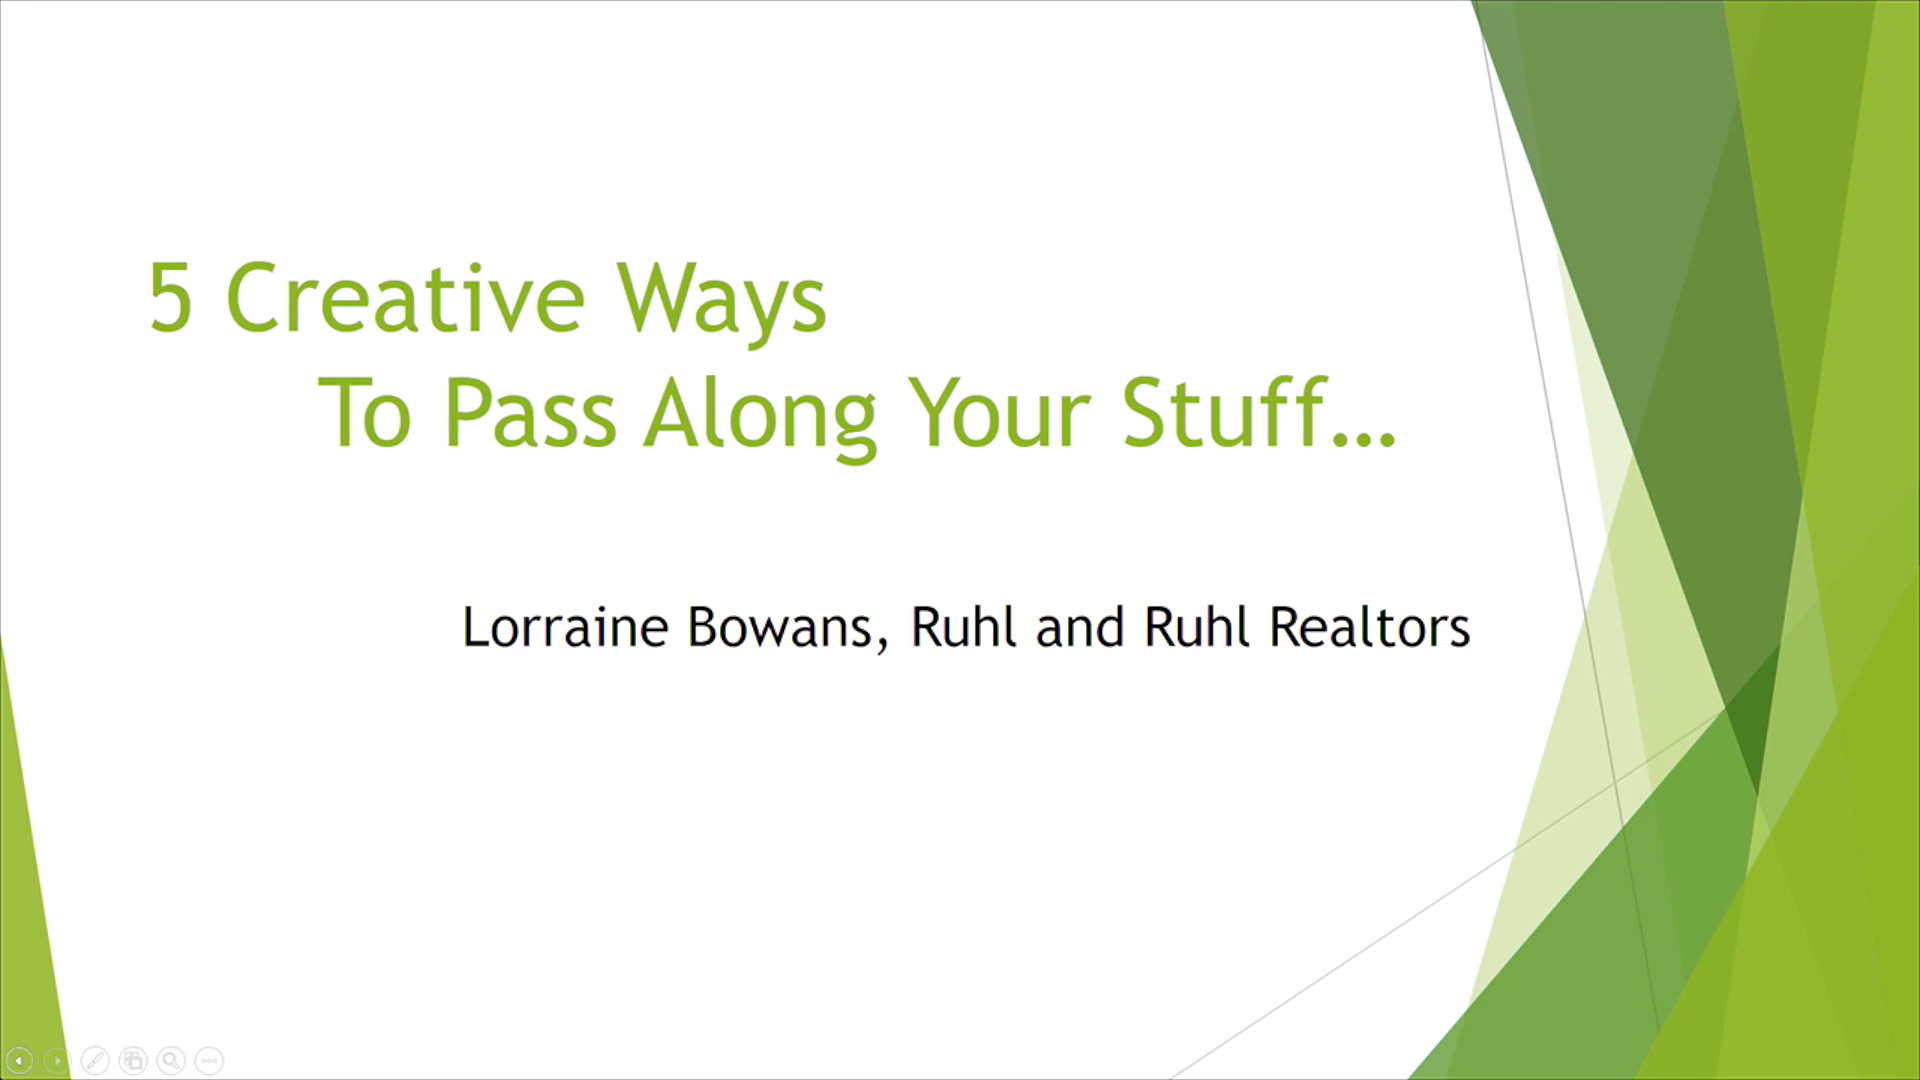 5 Creative Ways
To Pass Along Your Stuff…
Lorraine Bowans, Ruhl and Ruhl Realtors